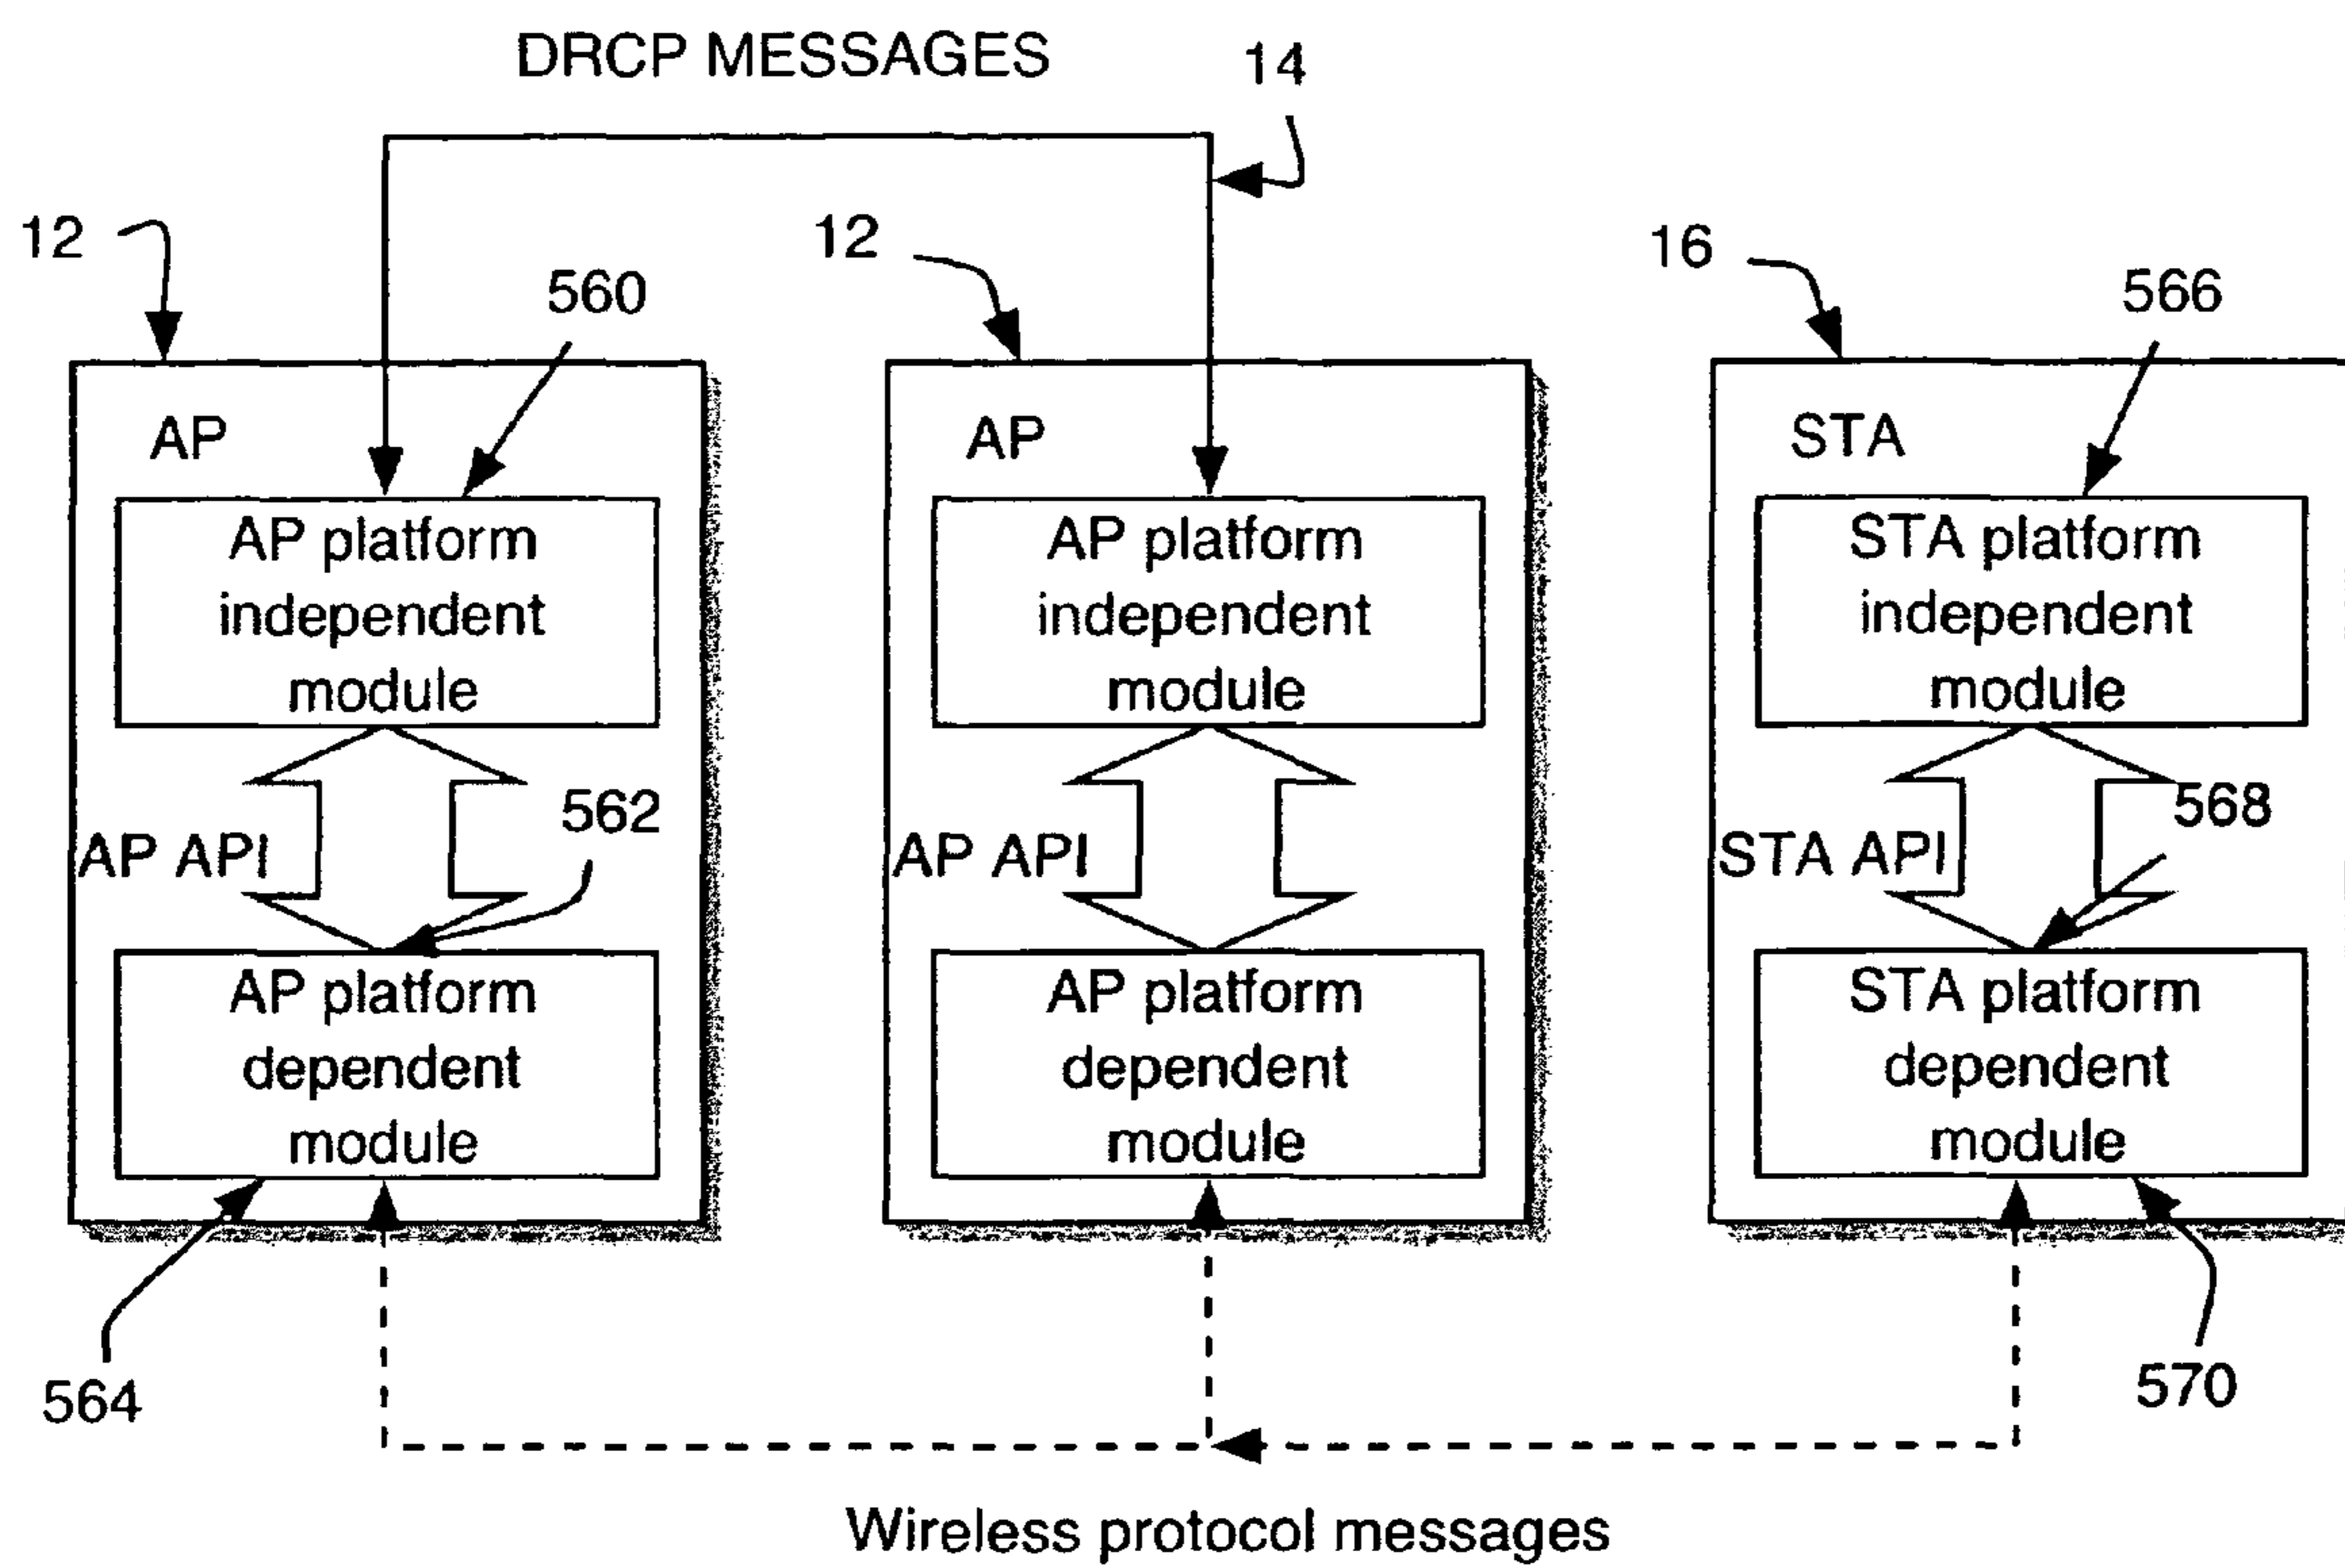 DRCP MESSAGES
14
12
12
16
560
566
AP
AP
STA
AP platform
independent
module
AP platform
independent
module
STA platform
independent
module
562
568
AP API
AP API
STA API
AP platform
dependent
module
AP platform
dependent
module
STA platform
dependent
module
564
570
Wireless protocol messages